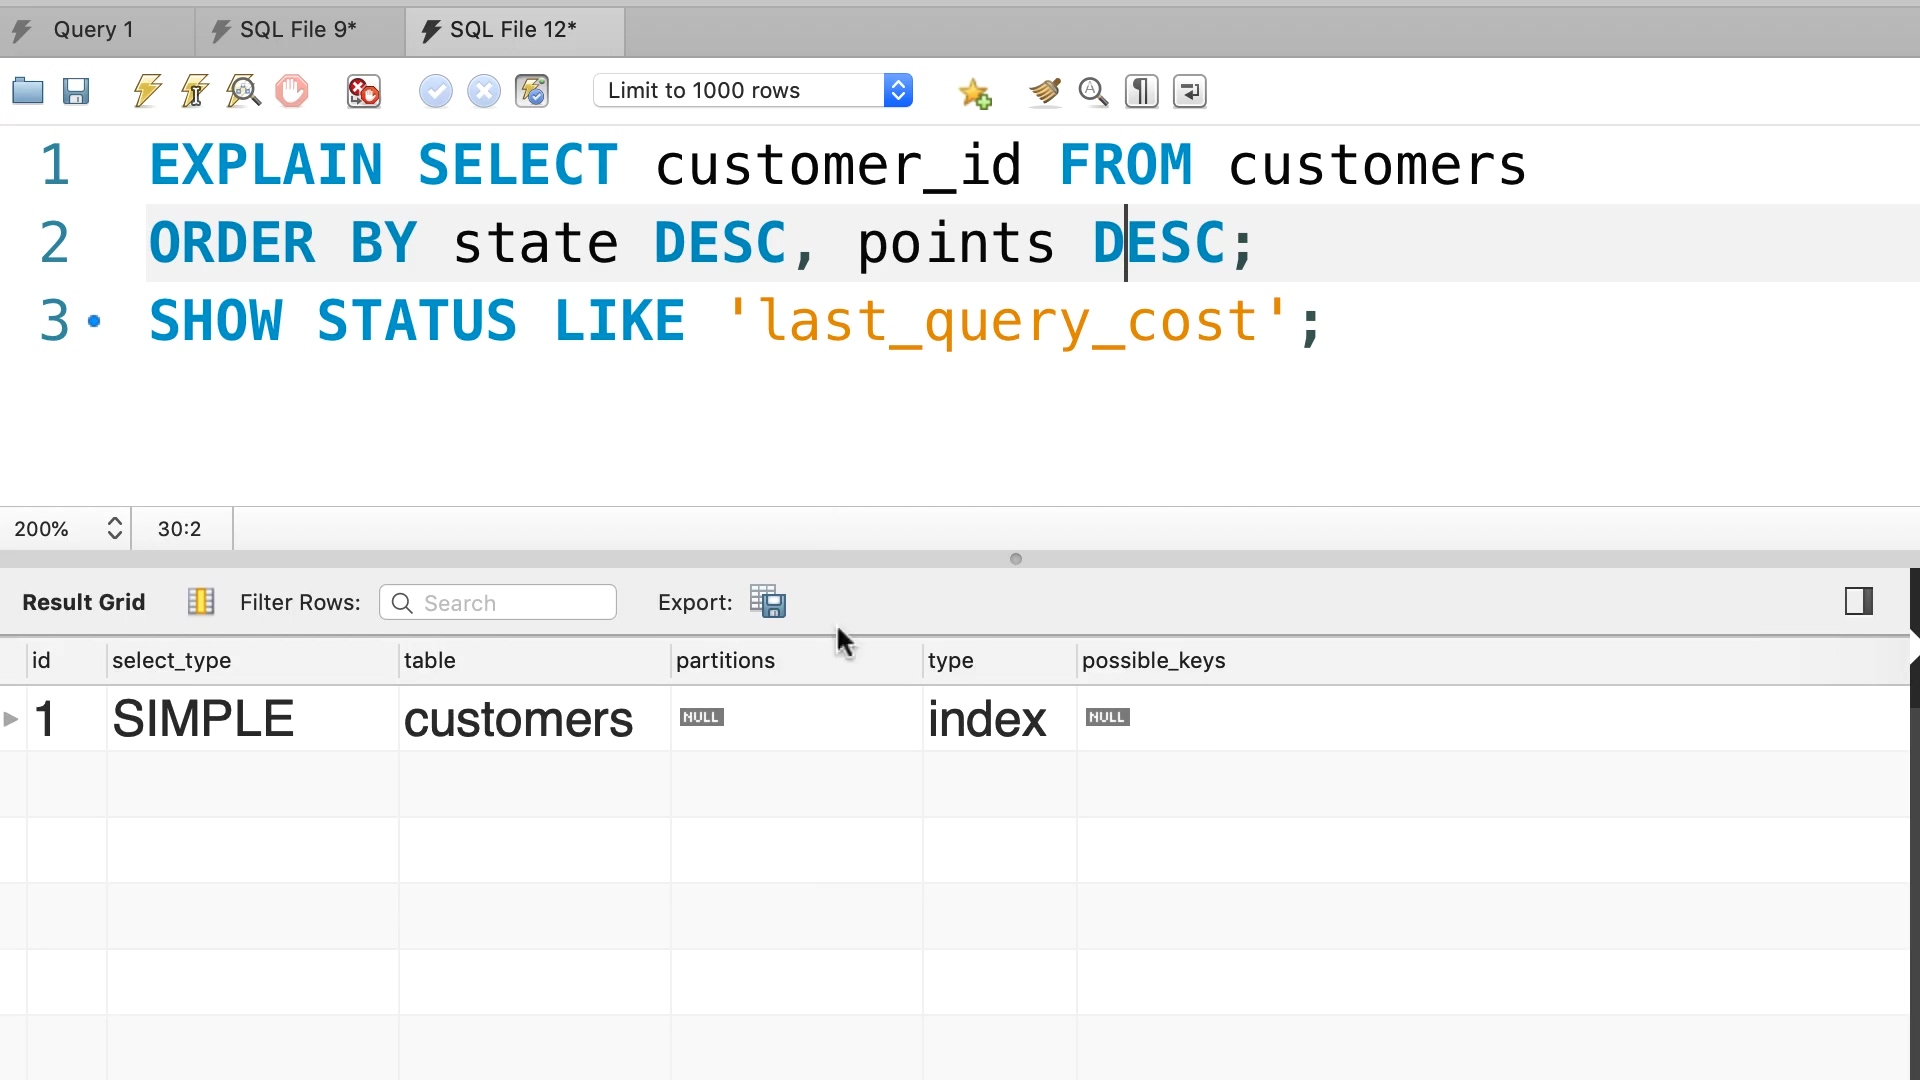 Query 1
SQL File 9*
SQL File 12*
Limit to 1000 rows
1 EXPLAIN SELECT customer_id FROM customers
2 ORDER BY state DESC, points DESC;
3 SHOW STATUS LIKE 'last_query_cost';
200% 30:2
Result Grid Filter Rows: Search Export:
id select_type table partitions type possible_keys
1 SIMPLE customers NULL index NULL